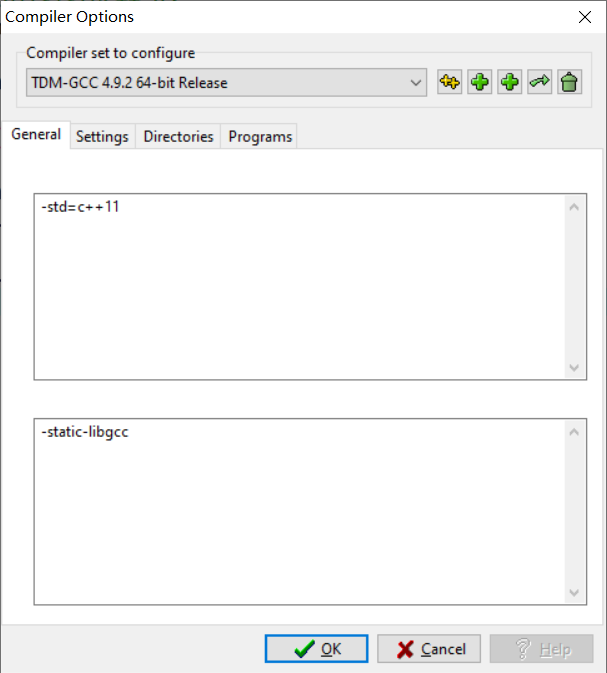 Compiler Options
Compiler set to configure
TDM-GCC 4.9.2 64-bit Release
General Settings Directories Programs
-std=c++11
-static-libgcc
OK Cancel Help